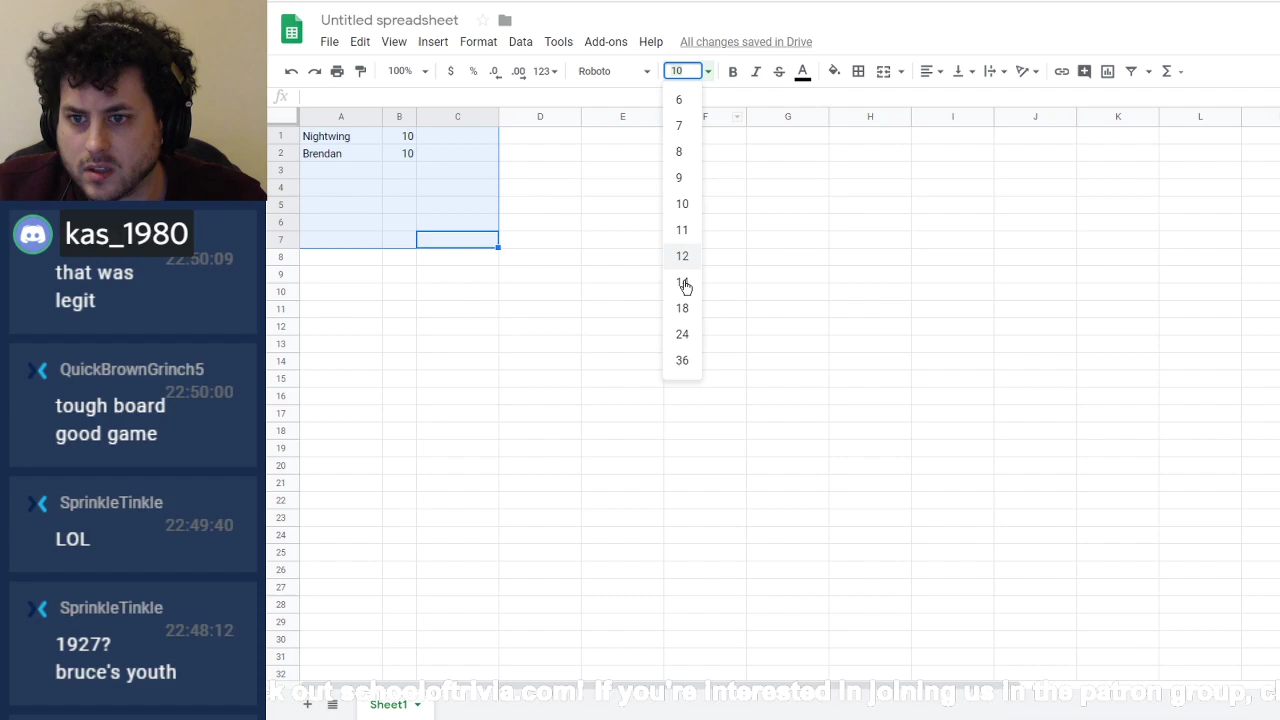 Untitled spreadsheet
File Edit View Insert Format Data Tools Add-ons Help All changes saved in Drive
100% $ % .0 .00 123 Roboto 10 B I S A
fx
A B C D E F G H I J K L
1 Nightwing 10
2 Brendan 10
3
4
5
6
7
8
9
10
11
12
13
14
15
16
17
18
19
20
21
22
23
24
25
26
27
28
29
30
31
32
6
7
8
9
10
11
12
18
24
36
kas_1980
22:50:09
that was
legit
QuickBrownGrinch5
22:50:00
tough board
good game
SprinkleTinkle
22:49:40
LOL
SprinkleTinkle
22:48:12
1927?
bruce's youth
out schoolortrivia.com! If you're interested in joining us in the patron group,
Sheet1